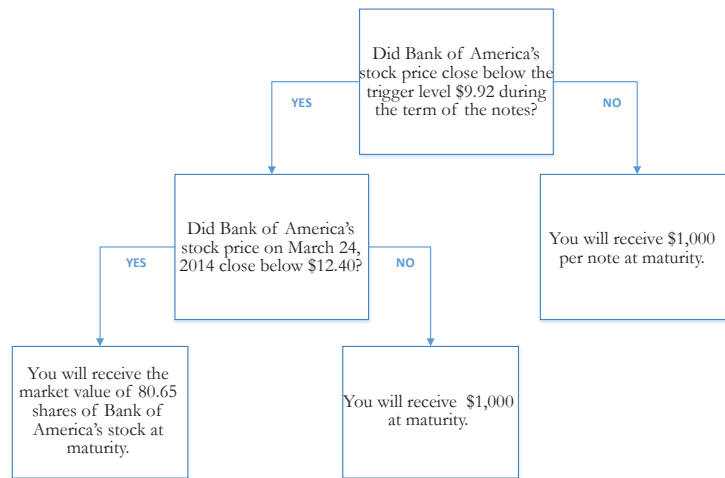 Did Bank of America's
stock price close below the
trigger level $9.92 during
the term of the notes?
YES
NO
Did Bank of America's
stock price on March 24,
2014 close below $12.40?
You will receive $1,000
per note at maturity.
YES
NO
You will receive the
market value of 80.65
shares of Bank of
America's stock at
maturity.
You will receive $1,000
at maturity.